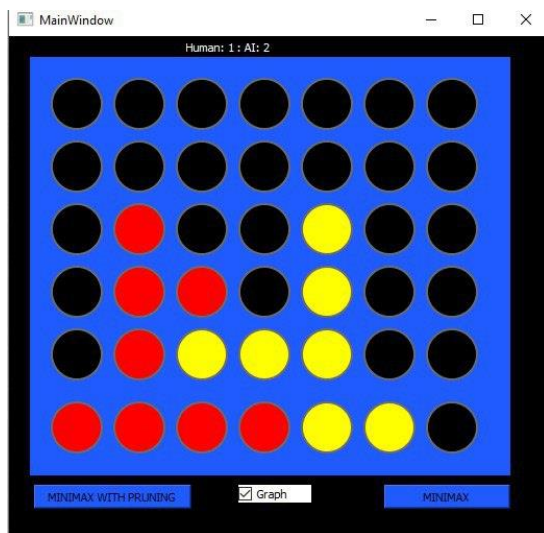 MainWindow
Human: 1 : AI: 2
MINIMAX WITH PRUNING
Graph
MINIMAX